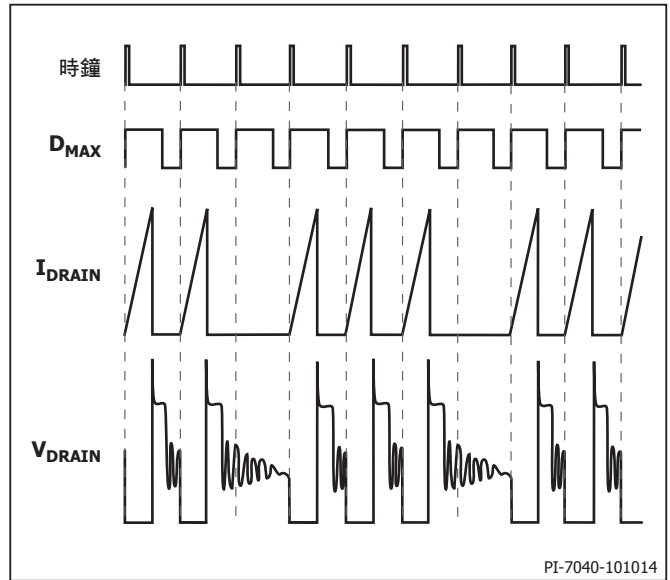 時鐘
DMAX
IDRAIN
VDRAIN
PI-7040-101014